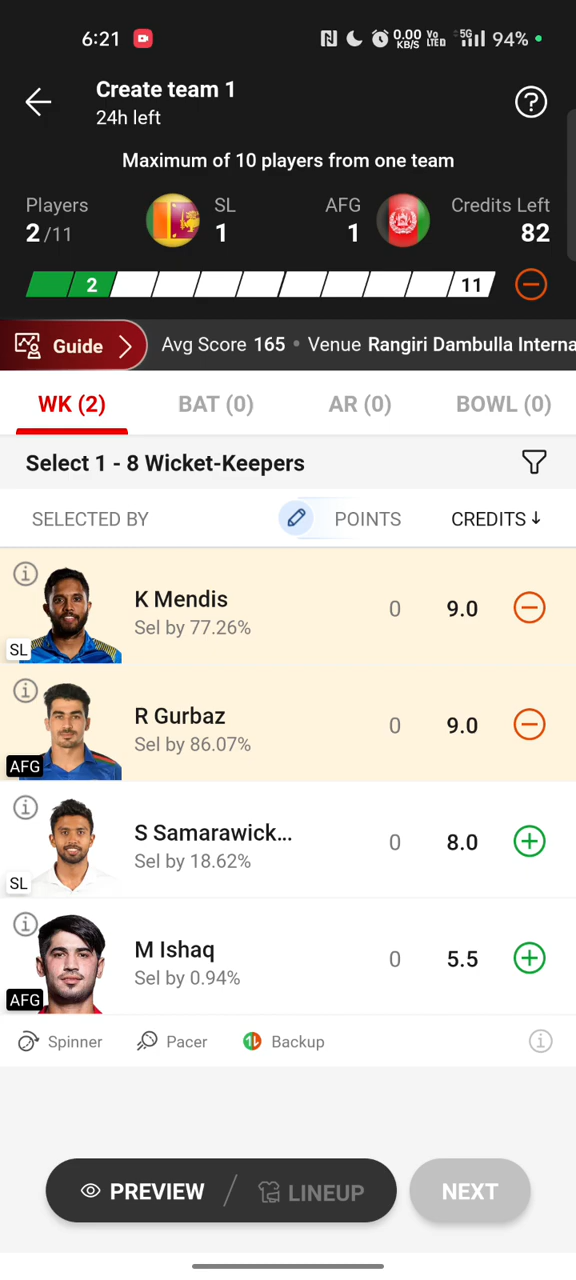 6:21 0.00 KB/S Vo LTED 5G 94%
Create team 1
24h left
Maximum of 10 players from one team
Players SL AFG Credits Left
2/11 1 1 82
2 11
Guide Avg Score 165 • Venue Rangiri Dambulla Interna
WK (2) BAT (0) AR (0) BOWL (0)
Select 1 - 8 Wicket-Keepers
SELECTED BY POINTS CREDITS↓
K Mendis 0 9.0
Sel by 77.26%
SL
R Gurbaz 0 9.0
Sel by 86.07%
AFG
S Samarawick... 0 8.0
Sel by 18.62%
SL
M Ishaq 0 5.5
Sel by 0.94%
AFG
Spinner Pacer Backup
PREVIEW / LINEUP NEXT